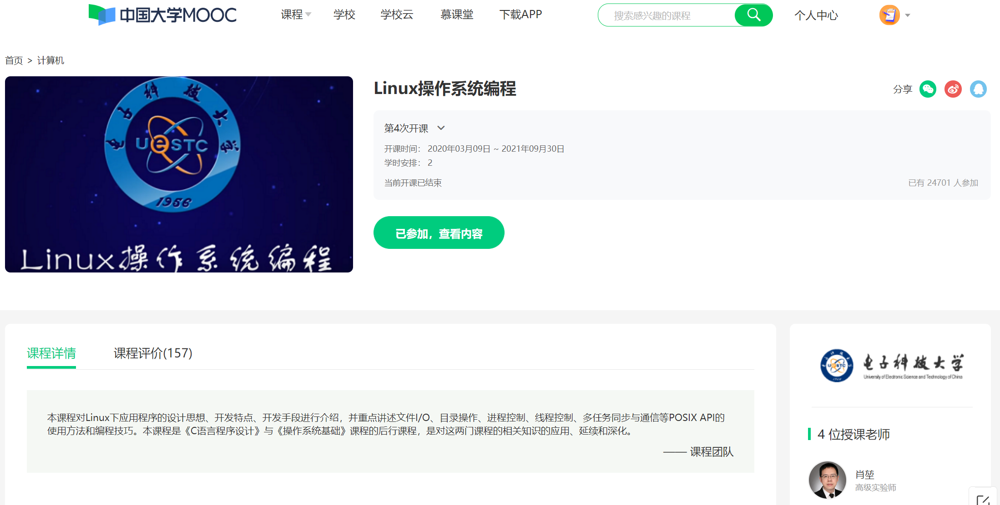 中国大学MOOC
课程 学校 学校云 慕课堂 下载APP 搜索感兴趣的课程 个人中心
首页 > 计算机
电子科技大学
UeSTC
1956
Linux操作系统编程
Linux操作系统编程
分享
第4次开课
开课时间： 2020年03月09日 ~ 2021年09月30日
学时安排： 2
当前开课已结束
已有 24701 人参加
已参加，查看内容
课程详情 课程评价(157)
本课程对Linux下应用程序的设计思想、开发特点、开发手段进行介绍，并重点讲述文件I/O、目录操作、进程控制、线程控制、多任务同步与通信等POSIX API的
使用方法和编程技巧。本课程是《C语言程序设计》与《操作系统基础》课程的后行课程，是对这两门课程的相关知识的应用、延续和深化。
—— 课程团队
UeSTC
电子科技大学
University of Electronic Science and Technology of China
4 位授课老师
肖堃
高级实验师